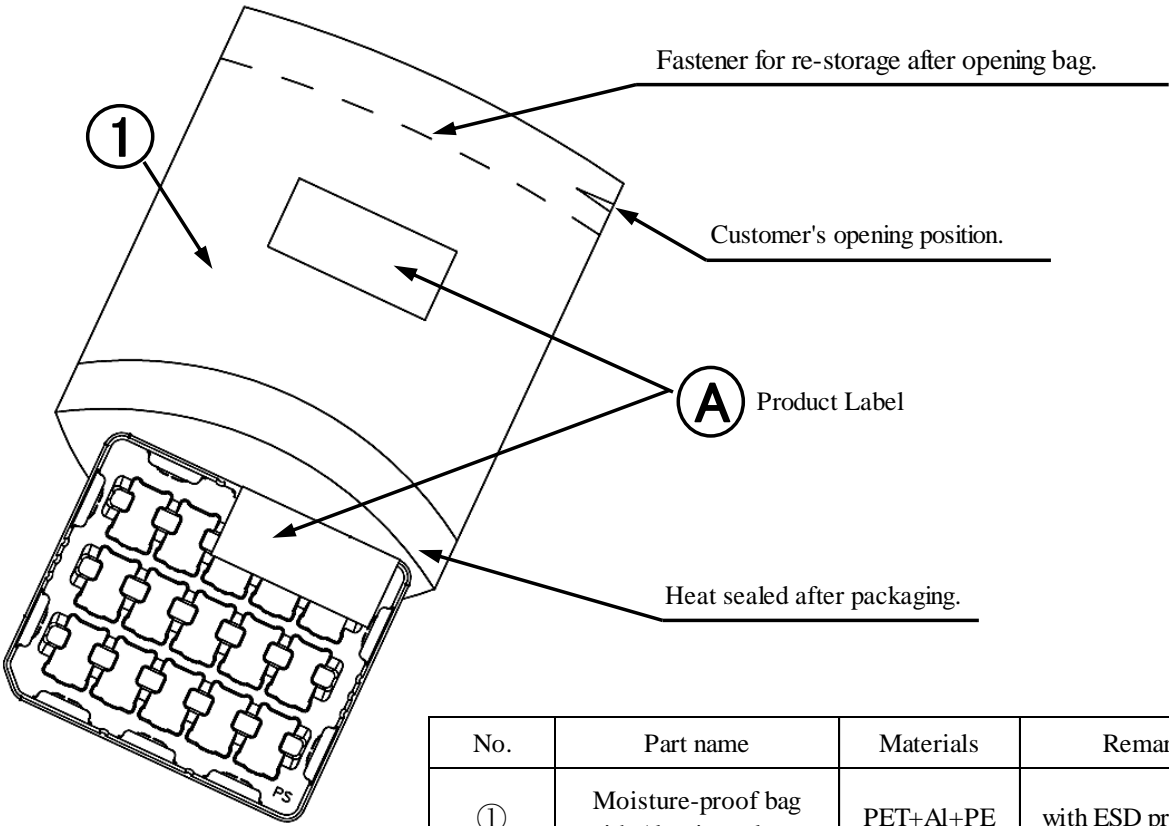 Fastener for re-storage after opening bag.
1
Customer's opening position.
A Product Label
Heat sealed after packaging.
PS
No. Part name Materials
① Moisture-proof bag PET+Al+PE with ESD